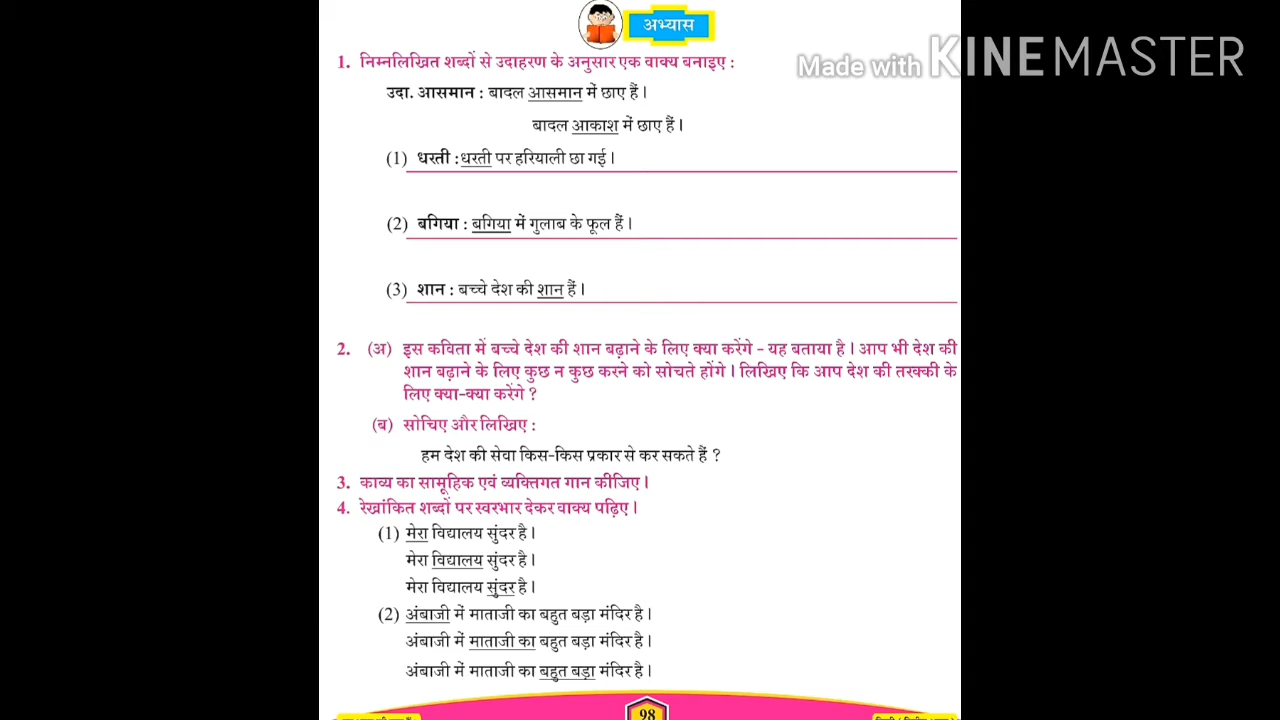 अभ्यास
Made with KINEMASTER
1. निम्नलिखित शब्दों से उदाहरण के अनुसार एक वाक्य बनाइए :
उदा. आसमान : बादल आसमान में छाए हैं।
बादल आकाश में छाए हैं।
(1) धरती : धरती पर हरियाली छा गई।
(2) बगिया : बगिया में गुलाब के फूल हैं।
(3) शान : बच्चे देश की शान हैं।
2. (अ) इस कविता में बच्चे देश की शान बढ़ाने के लिए क्या करेंगे - यह बताया है। आप भी देश की
शान बढ़ाने के लिए कुछ न कुछ करने को सोचते होंगे। लिखिए कि आप देश की तरक्की के
लिए क्या-क्या करेंगे ?
(ब) सोचिए और लिखिए :
हम देश की सेवा किस-किस प्रकार से कर सकते हैं ?
3. काव्य का सामूहिक एवं व्यक्तिगत गान कीजिए।
4. रेखांकित शब्दों पर स्वरभार देकर वाक्य पढ़िए।
(1) मेरा विद्यालय सुंदर है।
मेरा विद्यालय सुंदर है।
मेरा विद्यालय सुंदर है।
(2) अंबाजी में माताजी का बहुत बड़ा मंदिर है।
अंबाजी में माताजी का बहुत बड़ा मंदिर है।
अंबाजी में माताजी का बहुत बड़ा मंदिर है।
98